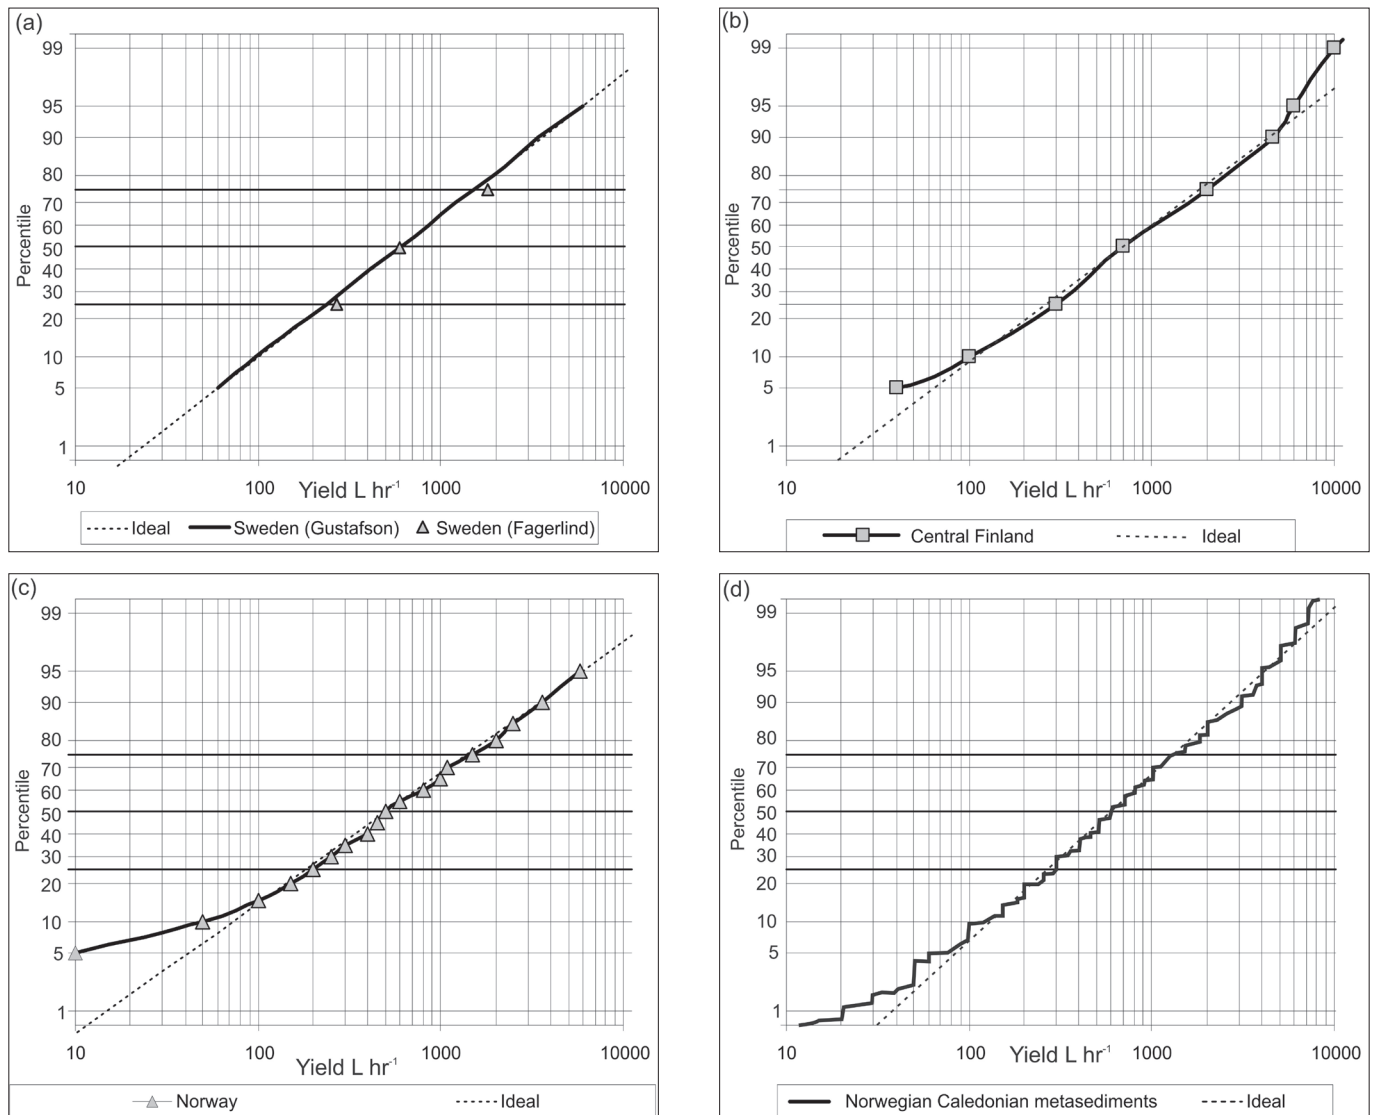 (a)
99
95
90
80
70
60
50
40
30
20
10
5
1
Percentile
10 100 1000 10000
Yield L hr-1
Ideal Sweden (Gustafson) Sweden (Fagerlind)
(b)
99
95
90
80
70
60
50
40
30
20
10
5
1
Percentile
10 100 1000 10000
Yield L hr-1
Central Finland Ideal
(c)
99
95
90
80
70
60
50
40
30
20
10
5
1
Percentile
10 100 1000 10000
Yield L hr-1
Norway Ideal
(d)
99
95
90
80
70
60
50
40
30
20
10
5
1
Percentile
10 100 1000 10000
Yield L hr-1
Norwegian Caledonian metasediments Ideal